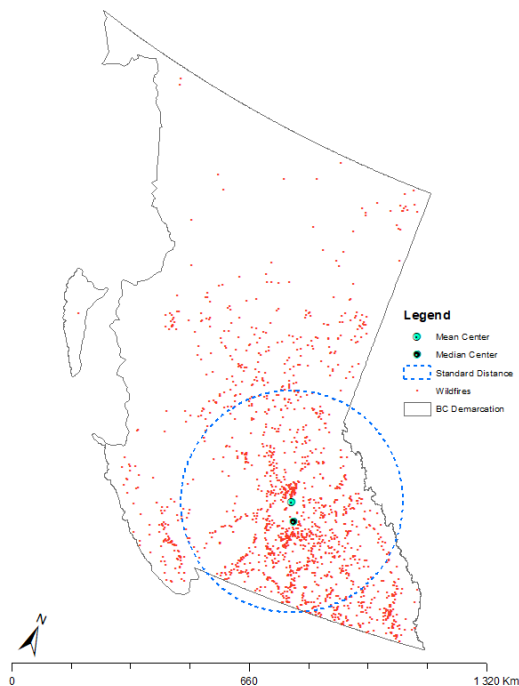 Legend
Mean Center
Median Center
Standard Distance
Wildfires
BC Demarcation
N
0 660 1 320 Km